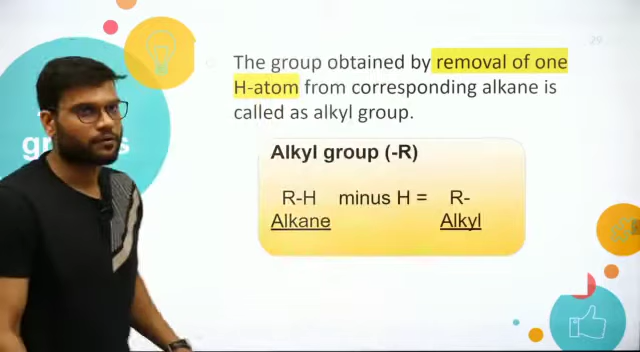 29
The group obtained by removal of one
H-atom from corresponding alkane is
called as alkyl group.
Alkyl group (-R)
R-H minus H = R-
Alkane Alkyl